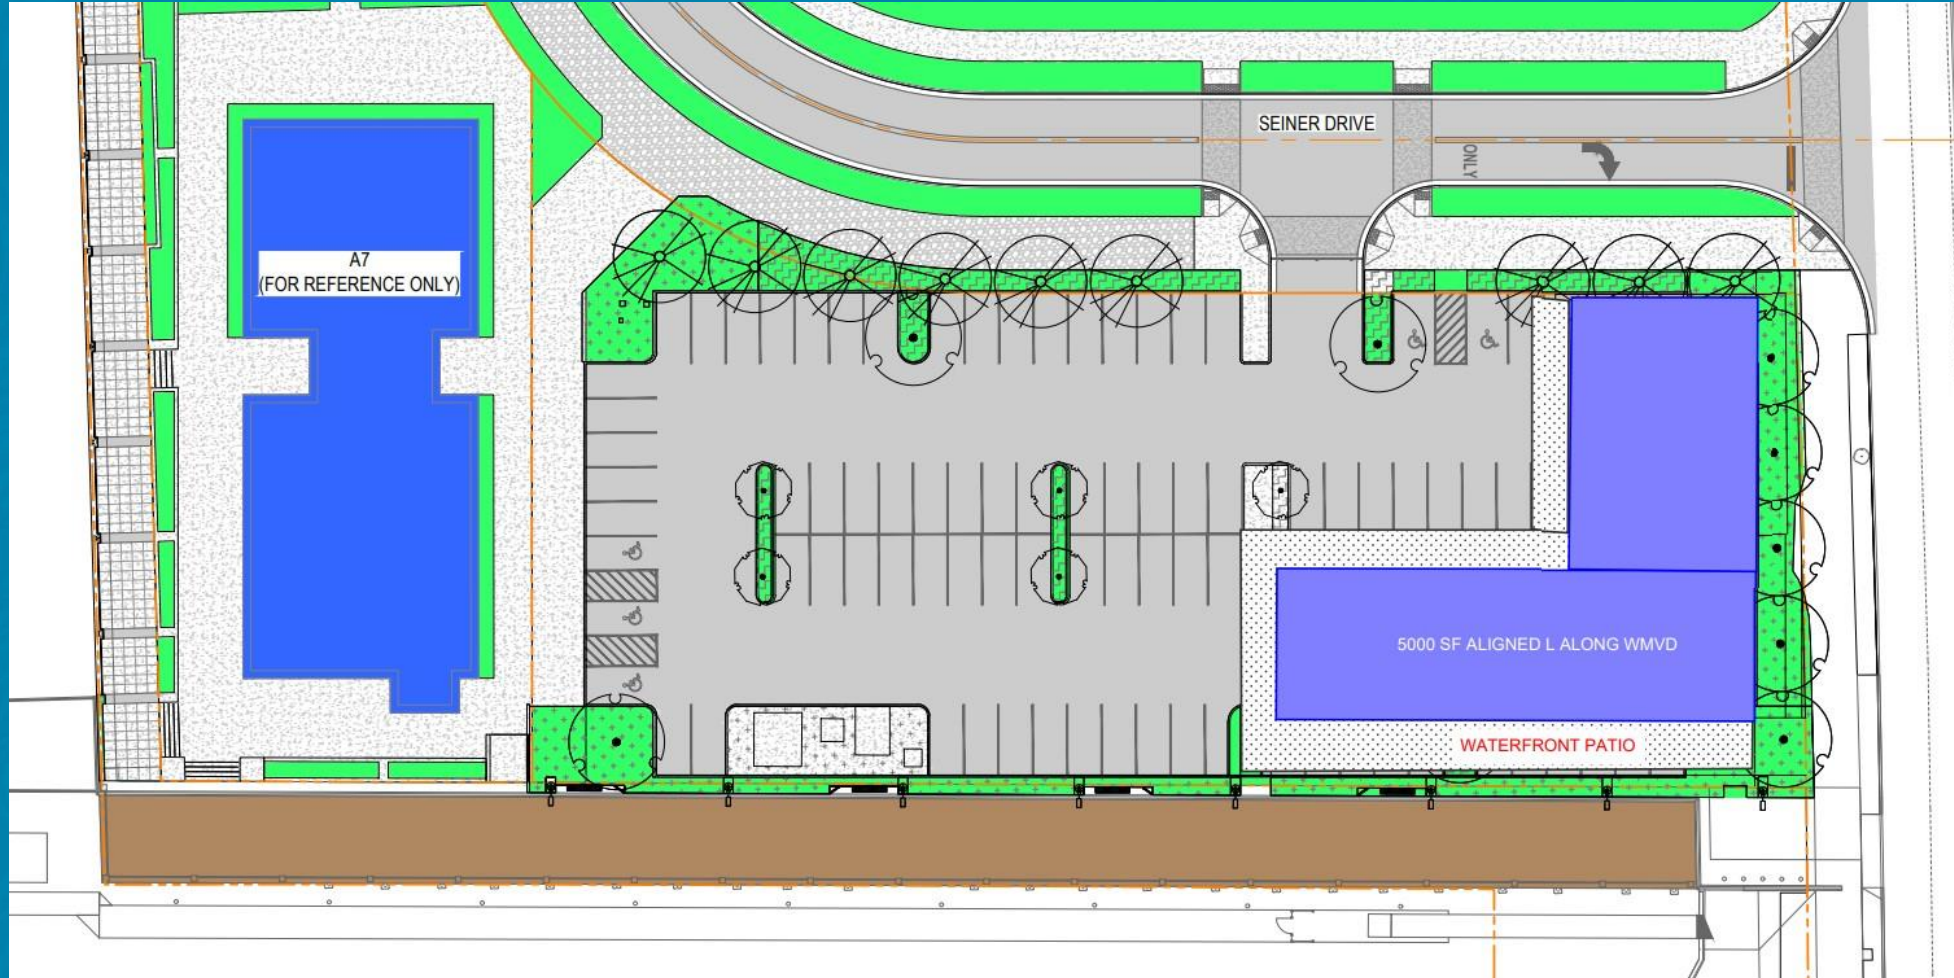 SEINER DRIVE
ONLY
A7
(FOR REFERENCE ONLY)
5000 SF ALIGNED L ALONG WMVD
WATERFRONT PATIO